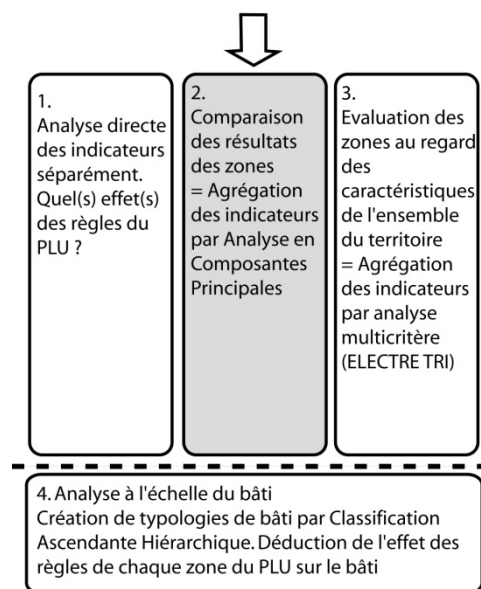 1.
Analyse directe
des indicateurs
séparément.
Quel(s) effet(s)
des règles du
PLU ?
2.
Comparaison
des résultats
des zones
= Agrégation
des indicateurs
par Analyse en
Composantes
Principales
3.
Evaluation des
zones au regard
des
caractéristiques
de l'ensemble
du territoire
= Agrégation
des indicateurs
par analyse
multicritère
(ELECTRE TRI)
4. Analyse à l'échelle du bâti
Création de typologies de bâti par Classification
Ascendante Hiérarchique. Déduction de l'effet des
règles de chaque zone du PLU sur le bâti